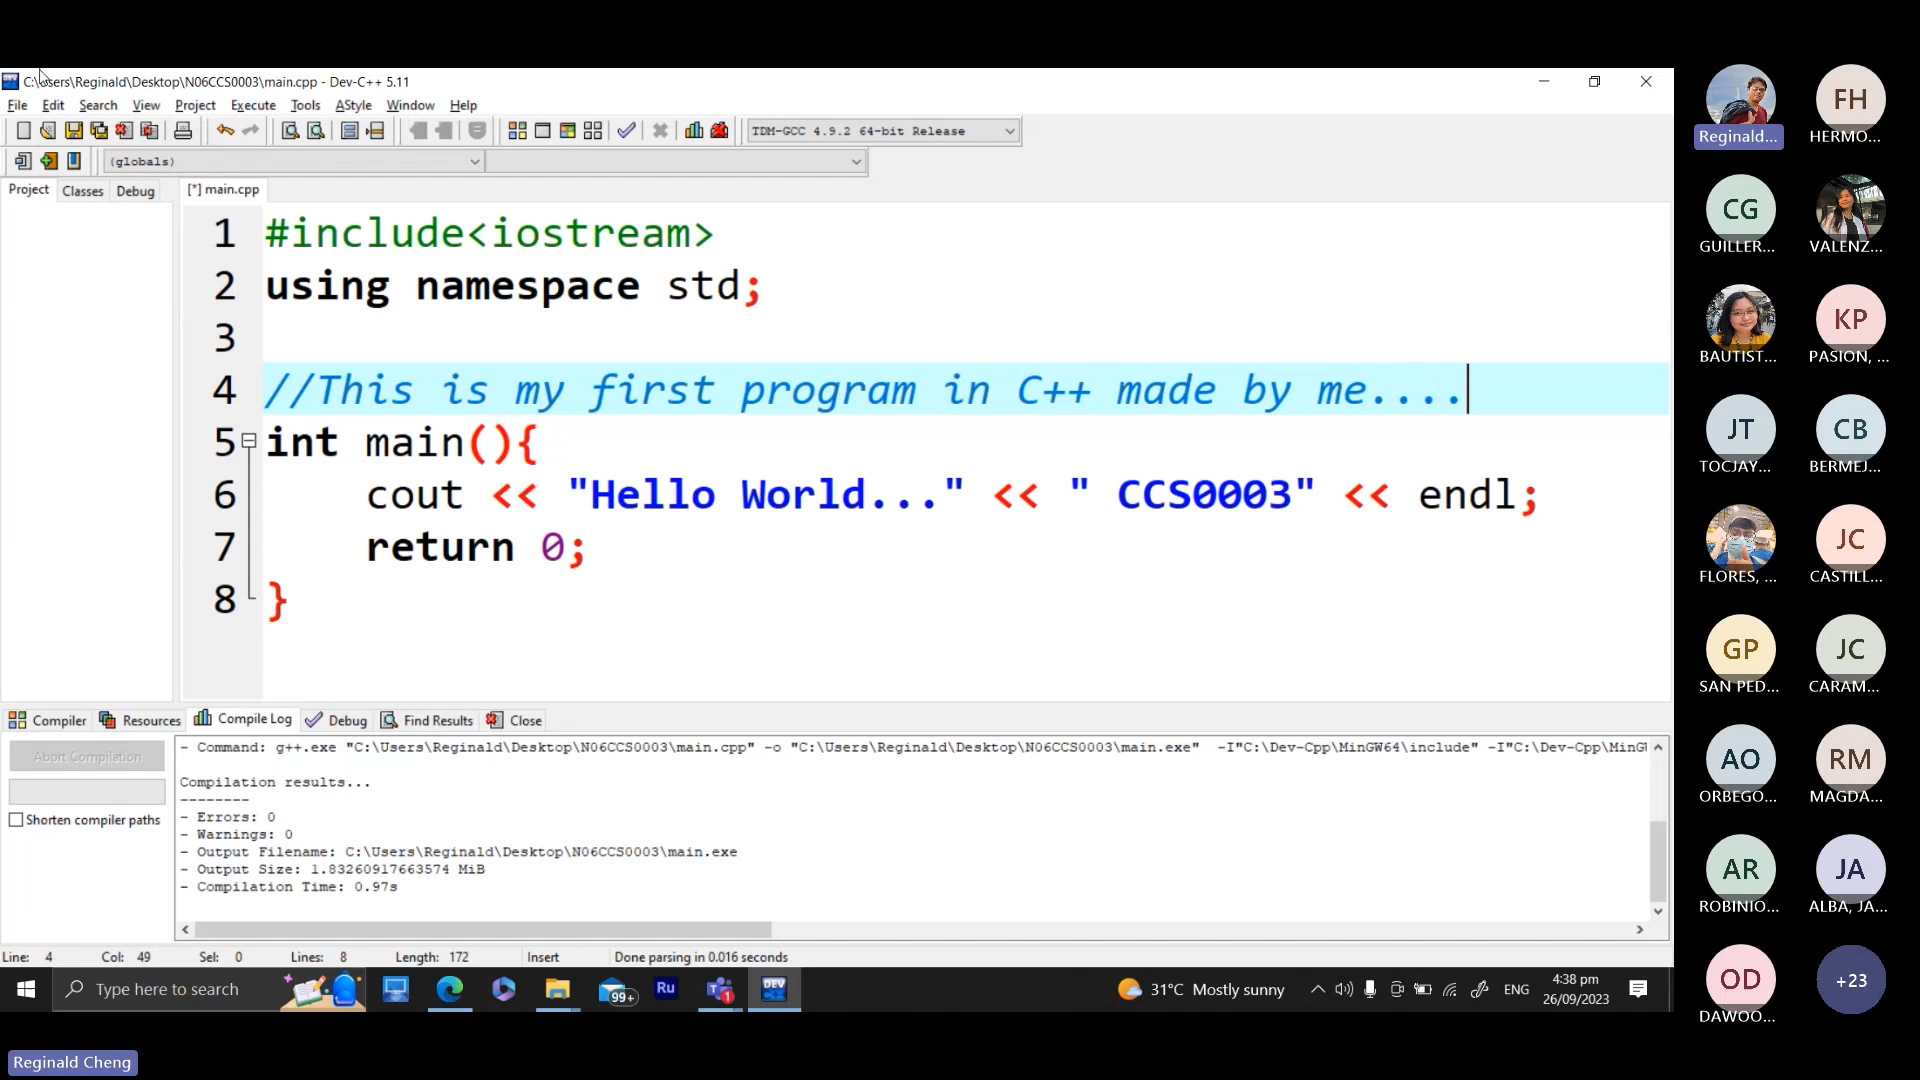 C:\Users\Reginald\Desktop\N06CCS0003\main.cpp - Dev-C++ 5.11
File Edit Search View Project Execute Tools AStyle Window Help
TDM-GCC 4.9.2 64-bit Release
(globals)
Project Classes Debug [*] main.cpp
1 #include<iostream>
2 using namespace std;
3
4 //This is my first program in C++ made by me....
5 int main(){
6 cout << "Hello World..." << " CCS0003" << endl;
7 return 0;
8 }
Compiler Resources Compile Log Debug Find Results Close
Abort Compilation
Shorten compiler paths
- Command: g++.exe "C:\Users\Reginald\Desktop\N06CCS0003\main.cpp" -o "C:\Users\Reginald\Desktop\N06CCS0003\main.exe" -I"C:\Dev-Cpp\MinGW64\include" -I"C:\Dev-Cpp\MinGW
Compilation results...
--------
- Errors: 0
- Warnings: 0
- Output Filename: C:\Users\Reginald\Desktop\N06CCS0003\main.exe
- Output Size: 1.83260917663574 MiB
- Compilation Time: 0.97s
Line: 4 Col: 49 Sel: 0 Lines: 8 Length: 172 Insert Done parsing in 0.016 seconds
Type here to search
99+
Ru
1
DEV
31°C Mostly sunny
ENG
4:38 pm
26/09/2023
Reginald Cheng
Reginald...
FH
HERMO...
CG
GUILLER...
VALENZ...
BAUTIST...
KP
PASION, ...
JT
TOCJAY...
CB
BERMEJ...
FLORES, ...
JC
CASTILL...
GP
SAN PED...
JC
CARAM...
AO
ORBEGO...
RM
MAGDA...
AR
ROBINIO...
JA
ALBA, JA...
OD
DAWOO...
+23